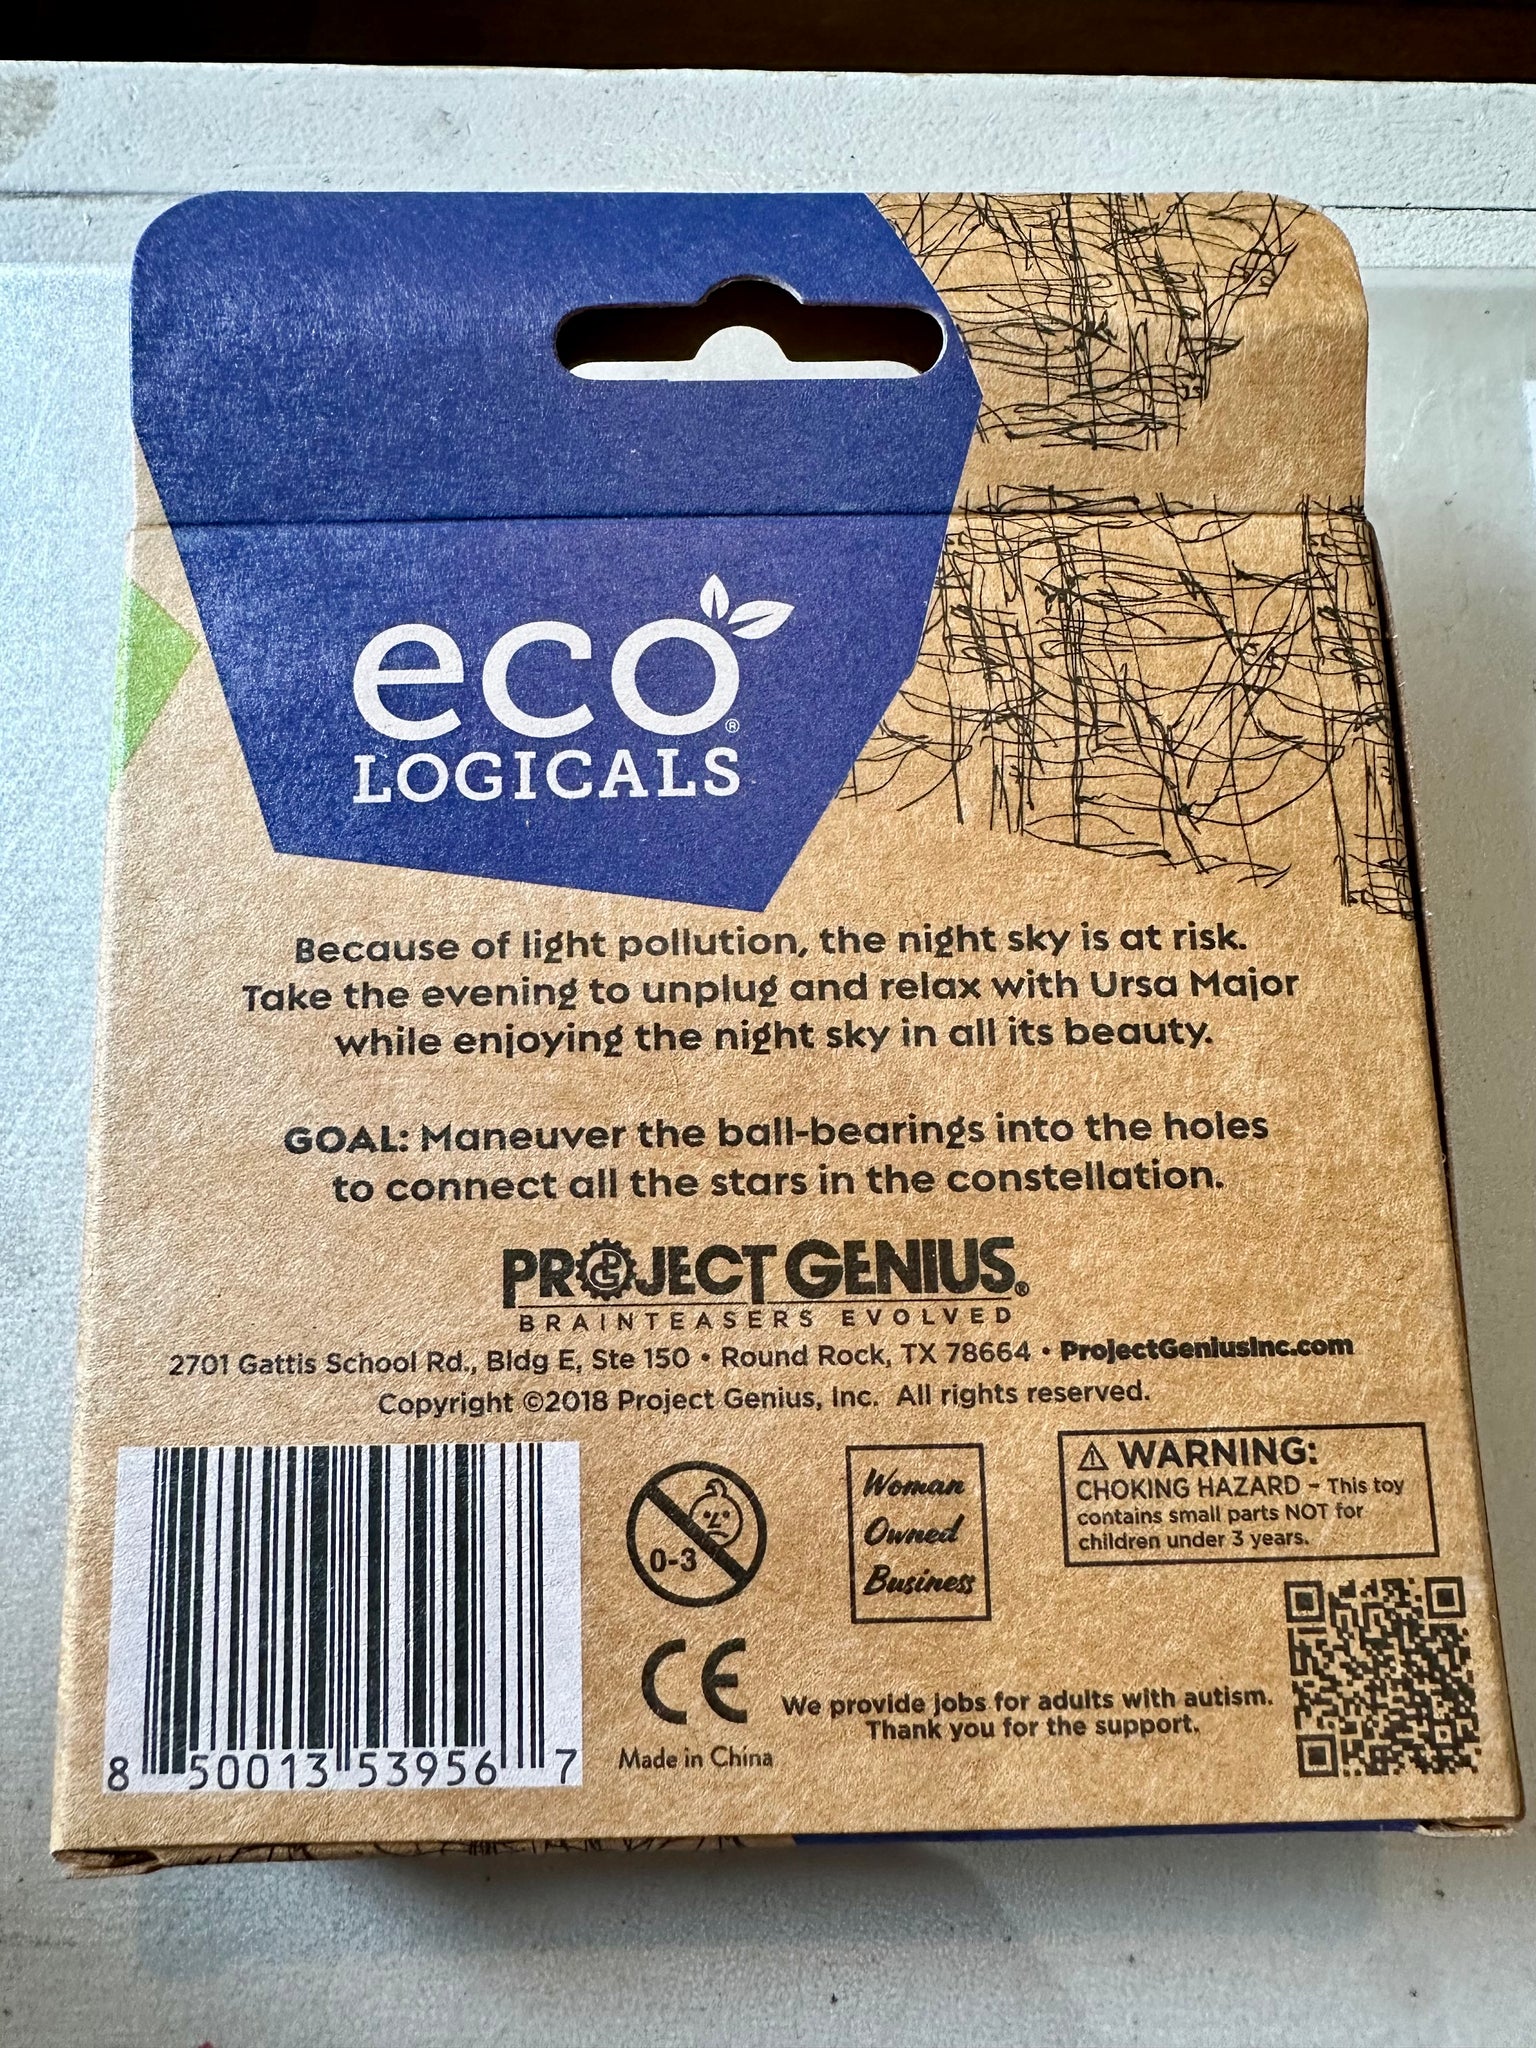 eco®
LOGICALS
Because of light pollution, the night sky is at risk.
Take the evening to unplug and relax with Ursa Major
while enjoying the night sky in all its beauty.
GOAL: Maneuver the ball-bearings into the holes
to connect all the stars in the constellation.
PROJECT GENIUS®
BRAINTEASERS EVOLVED
2701 Gattis School Rd., Bldg E, Ste 150 • Round Rock, TX 78664 • ProjectGeniusInc.com
Copyright ©2018 Project Genius, Inc. All rights reserved.
8 50013 53956 7
0-3
CE
Made in China
Woman
Owned
Business
⚠ WARNING:
CHOKING HAZARD - This toy
contains small parts NOT for
children under 3 years.
We provide jobs for adults with autism.
Thank you for the support.